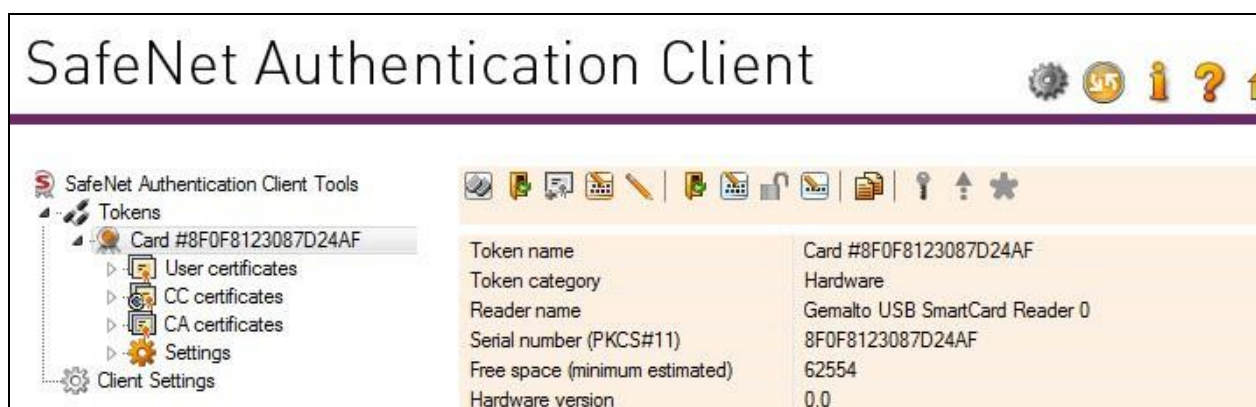 SafeNet Authentication Client
SafeNet Authentication Client Tools
Tokens
Card #8F0F8123087D24AF
User certificates
CC certificates
CA certificates
Settings
Client Settings
Token name Card #8F0F8123087D24AF
Token category Hardware
Reader name Gemalto USB SmartCard Reader 0
Serial number (PKCS#11) 8F0F8123087D24AF
Free space (minimum estimated) 62554
Hardware version 0.0